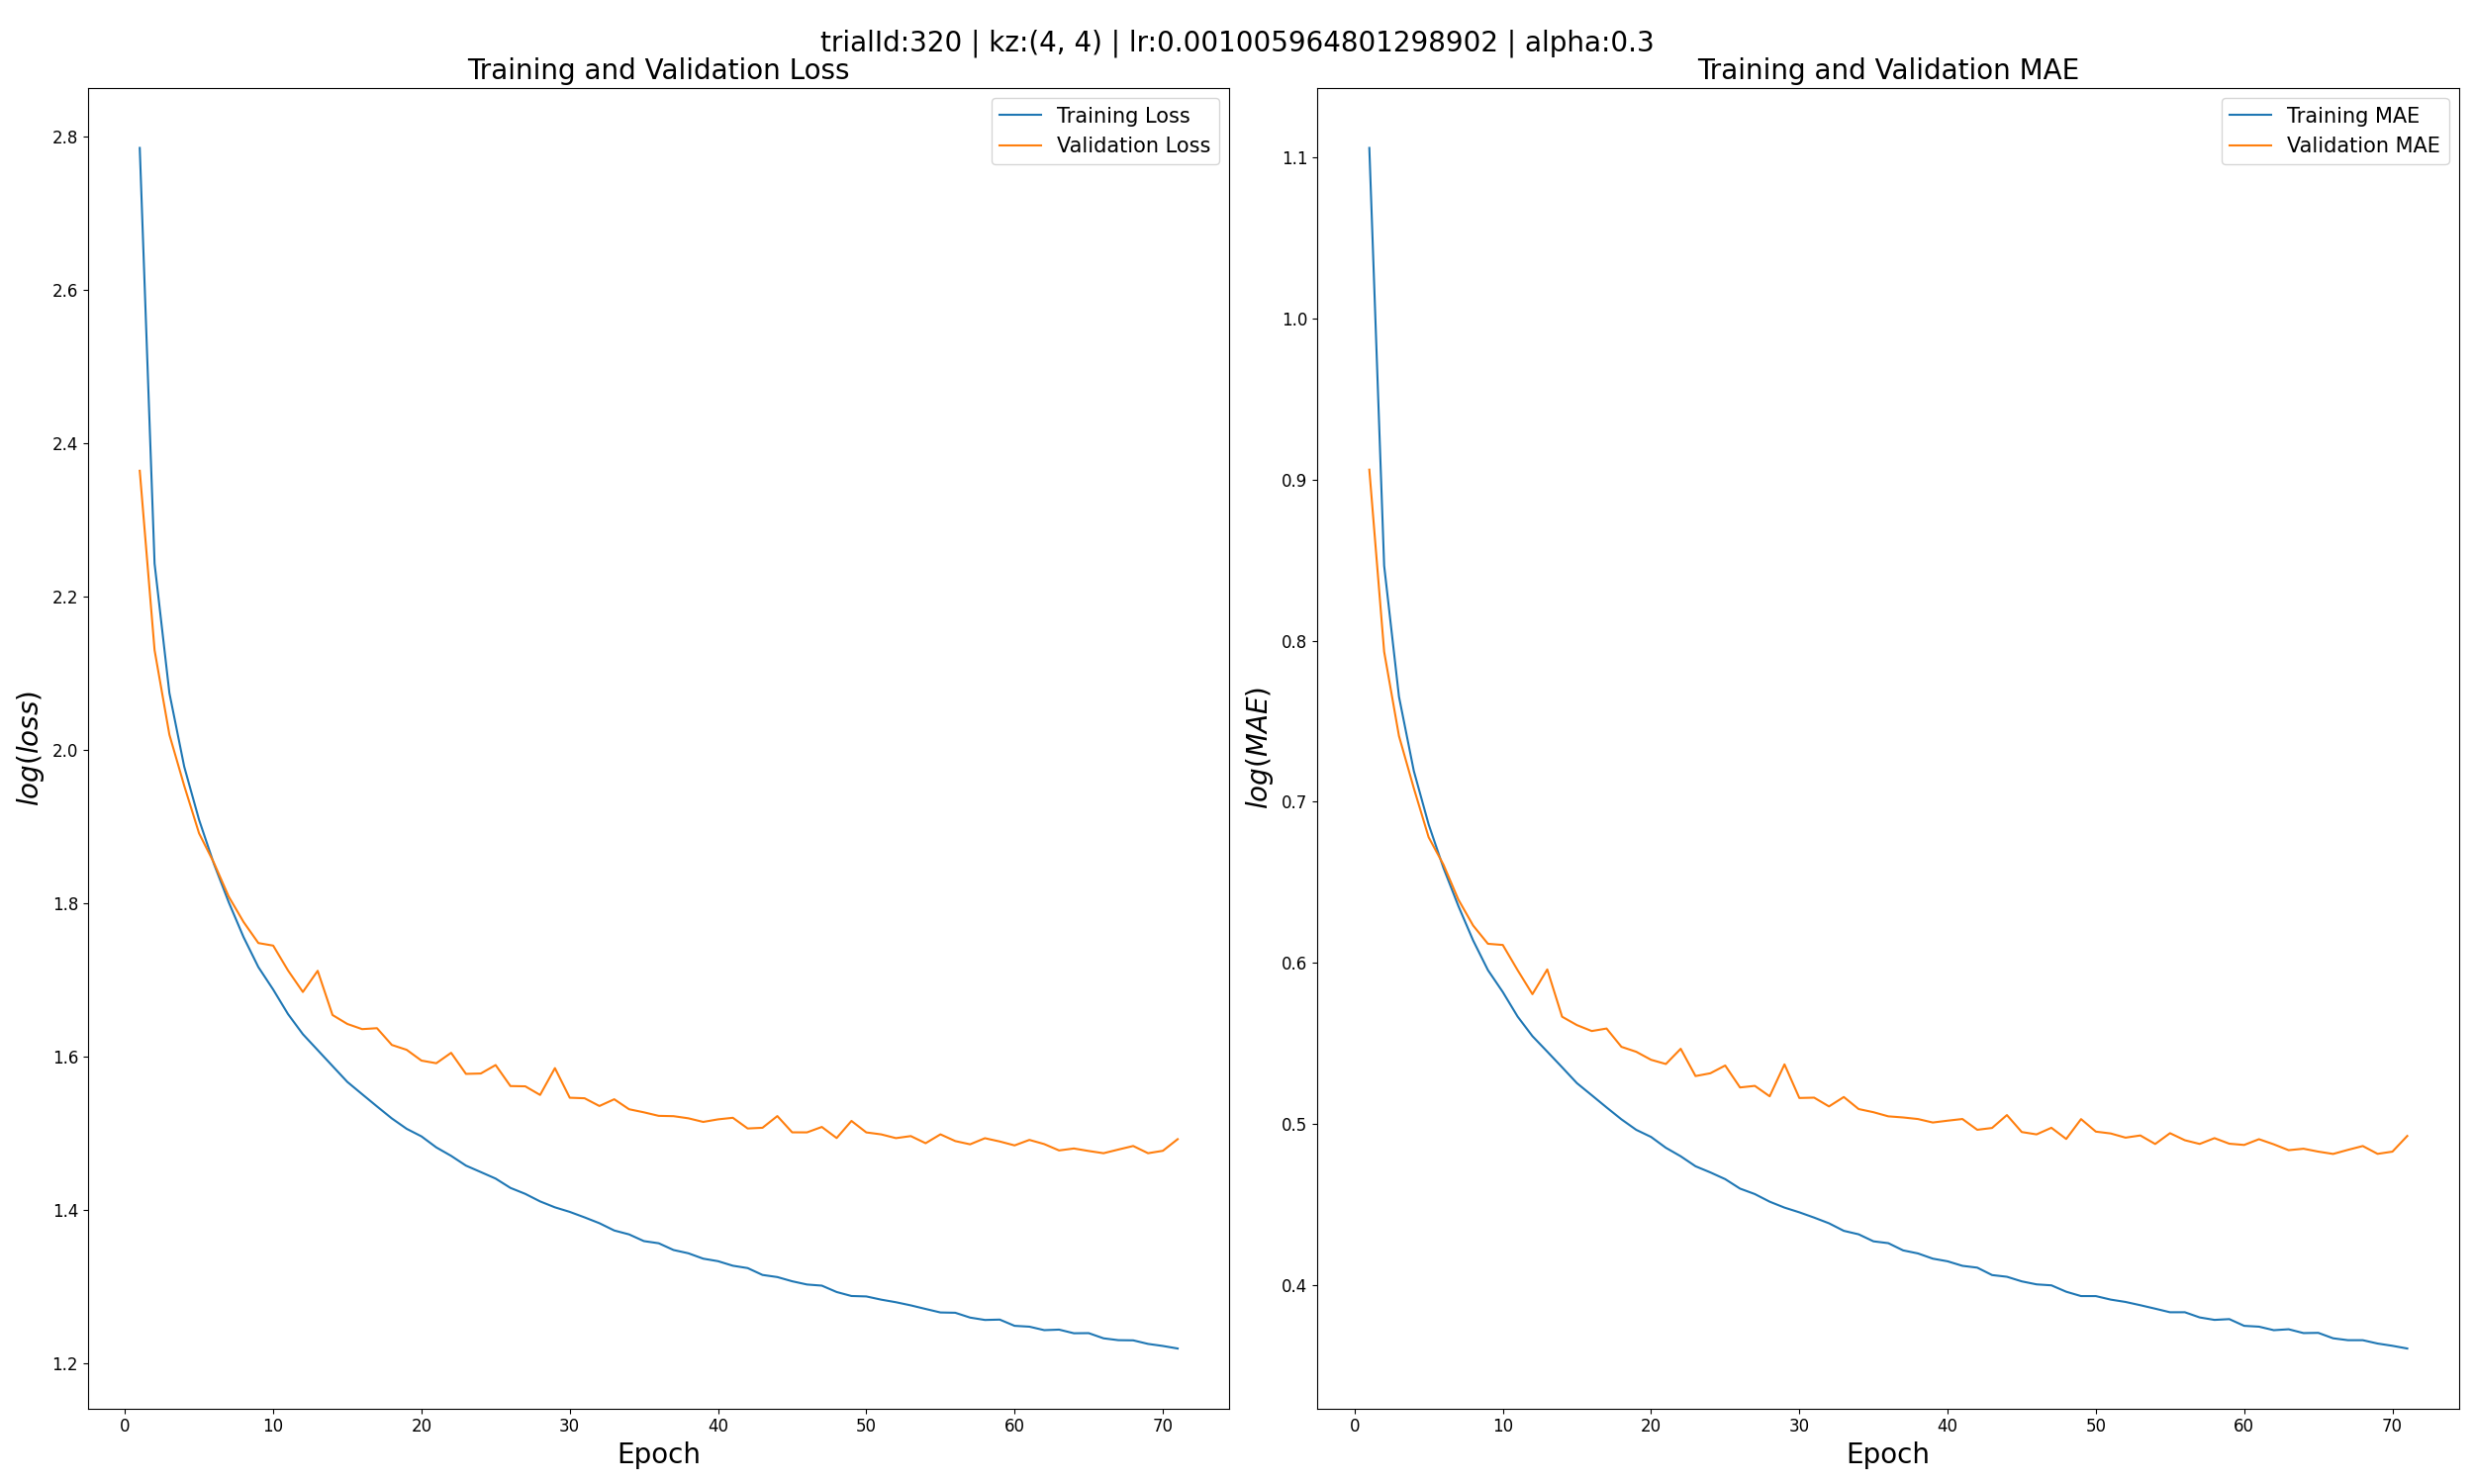 trialId:320 | kz:(4, 4) | lr:0.001005964801298902 | alpha:0.3
Training and Validation Loss
Training Loss
Validation Loss
log(loss)
2.8
2.6
2.4
2.2
2.0
1.8
1.6
1.4
1.2
0 10 20 30 40 50 60 70
Epoch
Training and Validation MAE
Training MAE
Validation MAE
log(MAE)
1.1
1.0
0.9
0.8
0.7
0.6
0.5
0.4
0 10 20 30 40 50 60 70
Epoch